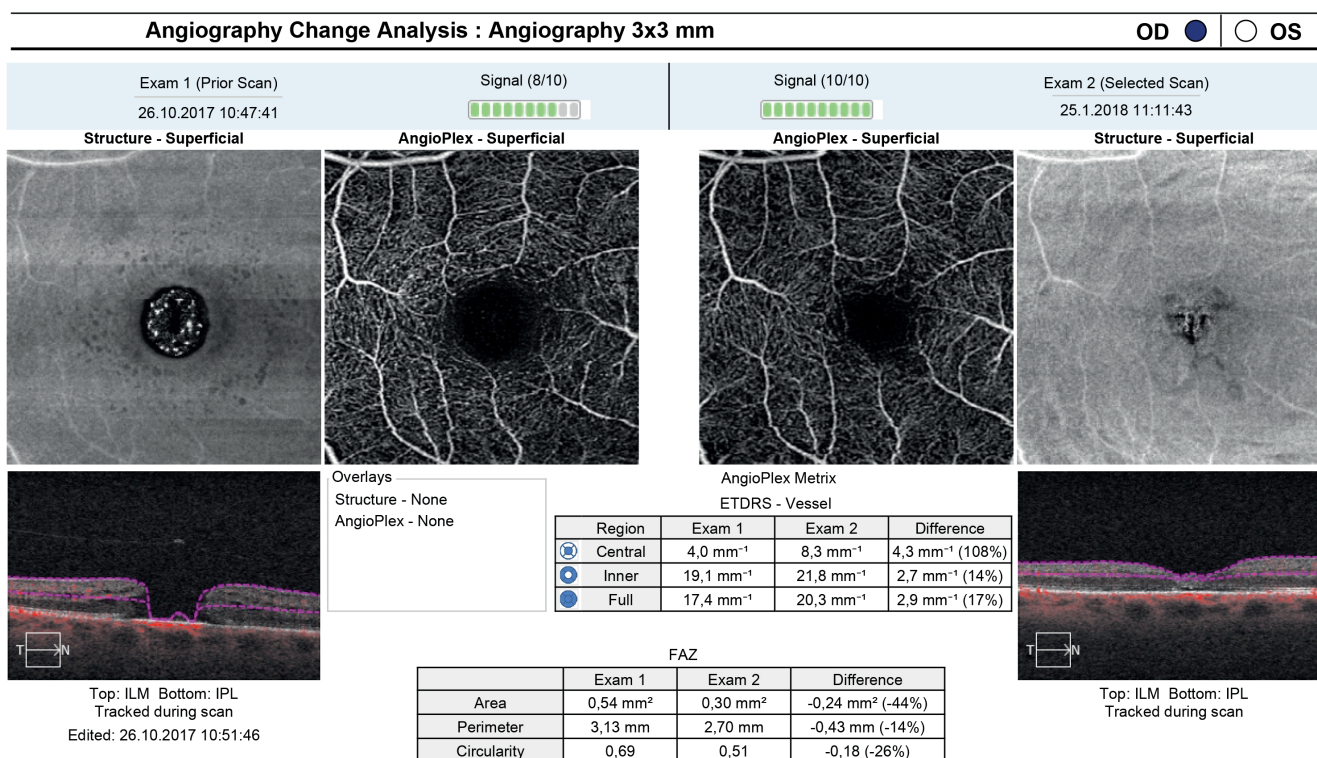 Angiography Change Analysis : Angiography 3x3 mm
OD OS
Exam 1 (Prior Scan)
26.10.2017 10:47:41
Signal (8/10)
Signal (10/10)
Exam 2 (Selected Scan)
25.1.2018 11:11:43
Structure - Superficial
AngioPlex - Superficial
AngioPlex - Superficial
Structure - Superficial
T N
Top: ILM Bottom: IPL
Tracked during scan
Edited: 26.10.2017 10:51:46
Overlays
Structure - None
AngioPlex - None
AngioPlex Metrix
ETDRS - Vessel
Region Exam 1 Exam 2 Difference
Central 4,0 mm⁻¹ 8,3 mm⁻¹ 4,3 mm⁻¹ (108%)
Inner 19,1 mm⁻¹ 21,8 mm⁻¹ 2,7 mm⁻¹ (14%)
Full 17,4 mm⁻¹ 20,3 mm⁻¹ 2,9 mm⁻¹ (17%)
FAZ
Exam 1 Exam 2 Difference
Area 0,54 mm² 0,30 mm² -0,24 mm² (-44%)
Perimeter 3,13 mm 2,70 mm -0,43 mm (-14%)
Circularity 0,69 0,51 -0,18 (-26%)
T N
Top: ILM Bottom: IPL
Tracked during scan